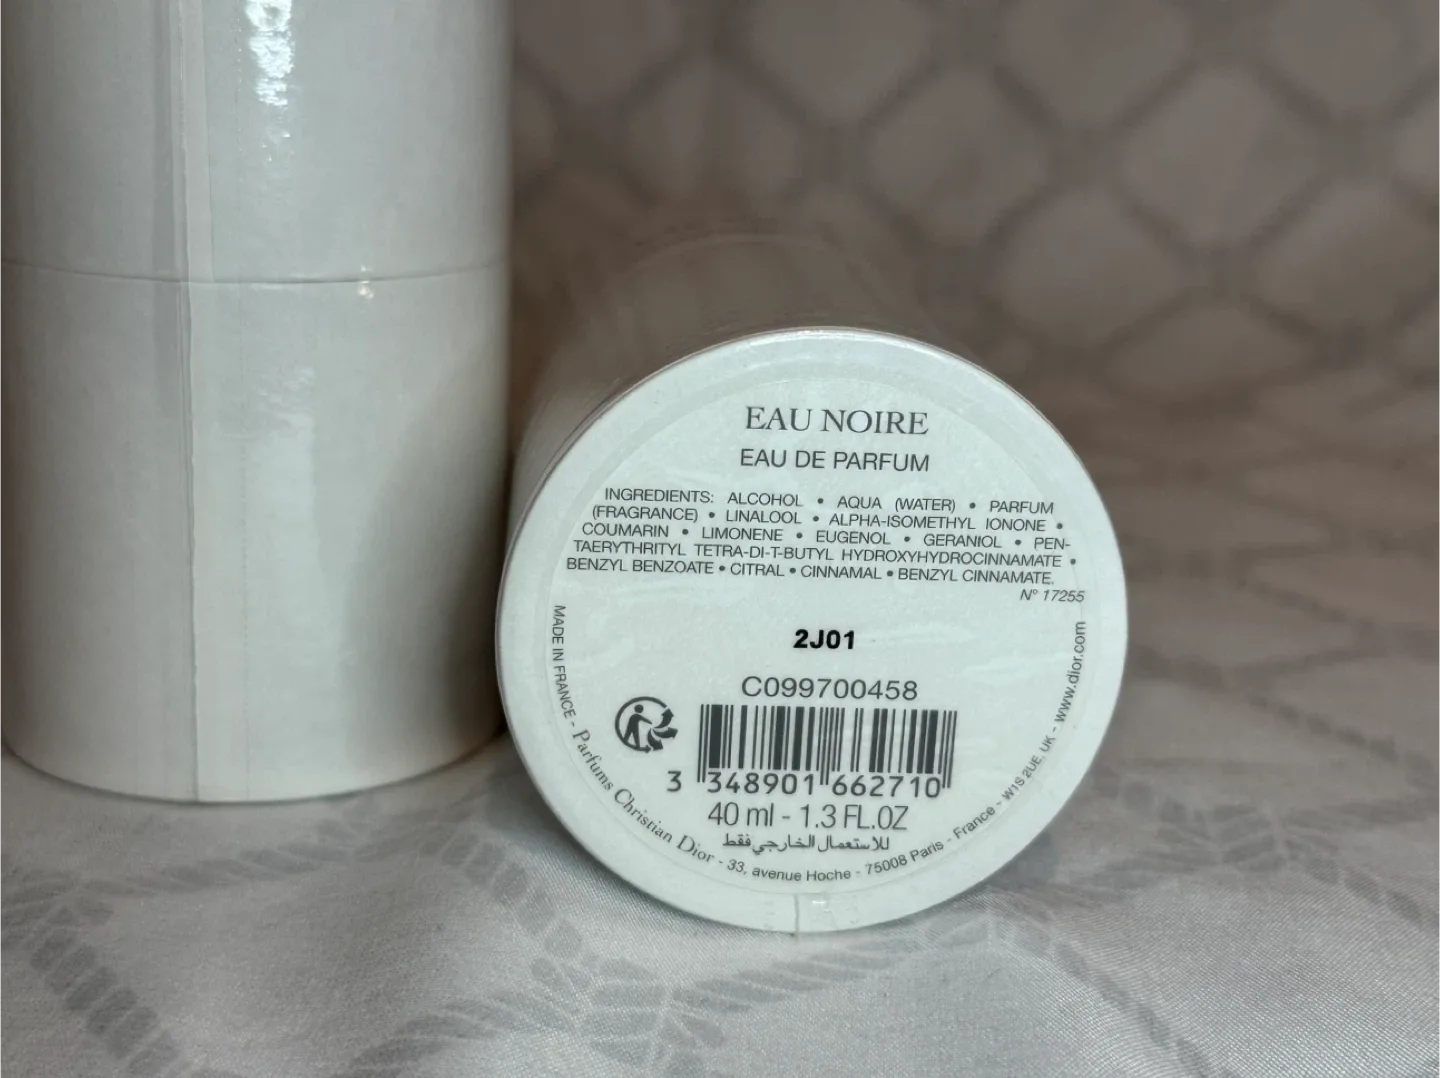 EAU NOIRE
EAU DE PARFUM
INGREDIENTS: ALCOHOL • AQUA (WATER) • PARFUM
(FRAGRANCE) • LINALOOL • ALPHA-ISOMETHYL IONONE •
COUMARIN • LIMONENE • EUGENOL • GERANIOL • PEN-
TAERYTHRITYL TETRA-DI-T-BUTYL HYDROXYHYDROCINNAMATE •
BENZYL BENZOATE • CITRAL • CINNAMAL • BENZYL CINNAMATE.
N° 17255
2J01
C099700458
3 348901 662710
40 ml - 1.3 FL.OZ
للاستعمال الخارجي فقط
MADE IN FRANCE - Parfums Christian Dior - 33, avenue Hoche - 75008 Paris - France - W1S 2UE, UK - www.dior.com